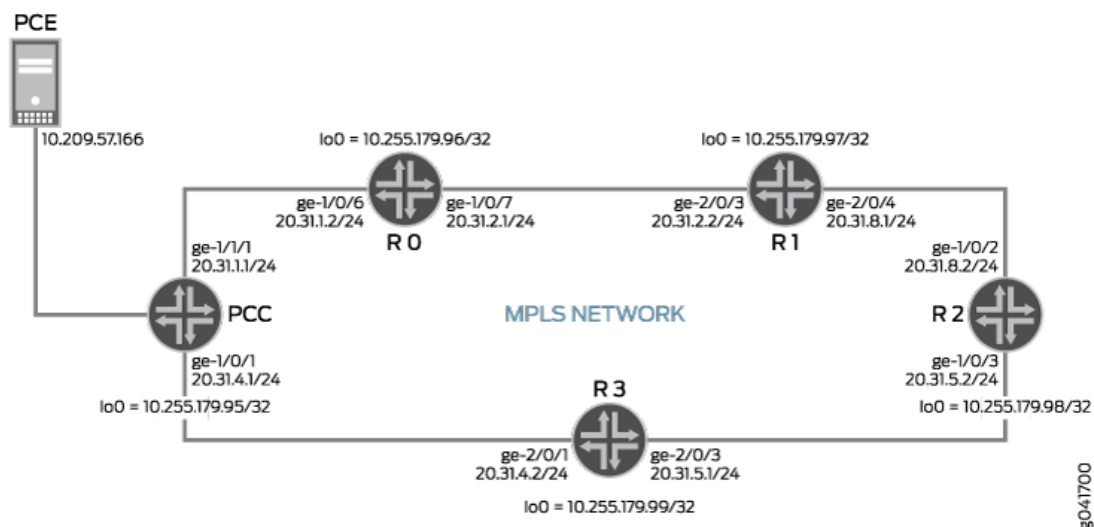 PCE
10.209.57.166
lo0 = 10.255.179.96/32
lo0 = 10.255.179.97/32
ge-1/0/6
20.31.1.2/24
R 0
ge-1/0/7
20.31.2.1/24
ge-2/0/3
20.31.2.2/24
R 1
ge-2/0/4
20.31.8.1/24
ge-1/1/1
20.31.1.1/24
ge-1/0/2
20.31.8.2/24
PCC
MPLS NETWORK
R 2
ge-1/0/1
20.31.4.1/24
lo0 = 10.255.179.95/32
ge-1/0/3
20.31.5.2/24
lo0 = 10.255.179.98/32
R 3
ge-2/0/1
20.31.4.2/24
ge-2/0/3
20.31.5.1/24
lo0 = 10.255.179.99/32
g041700